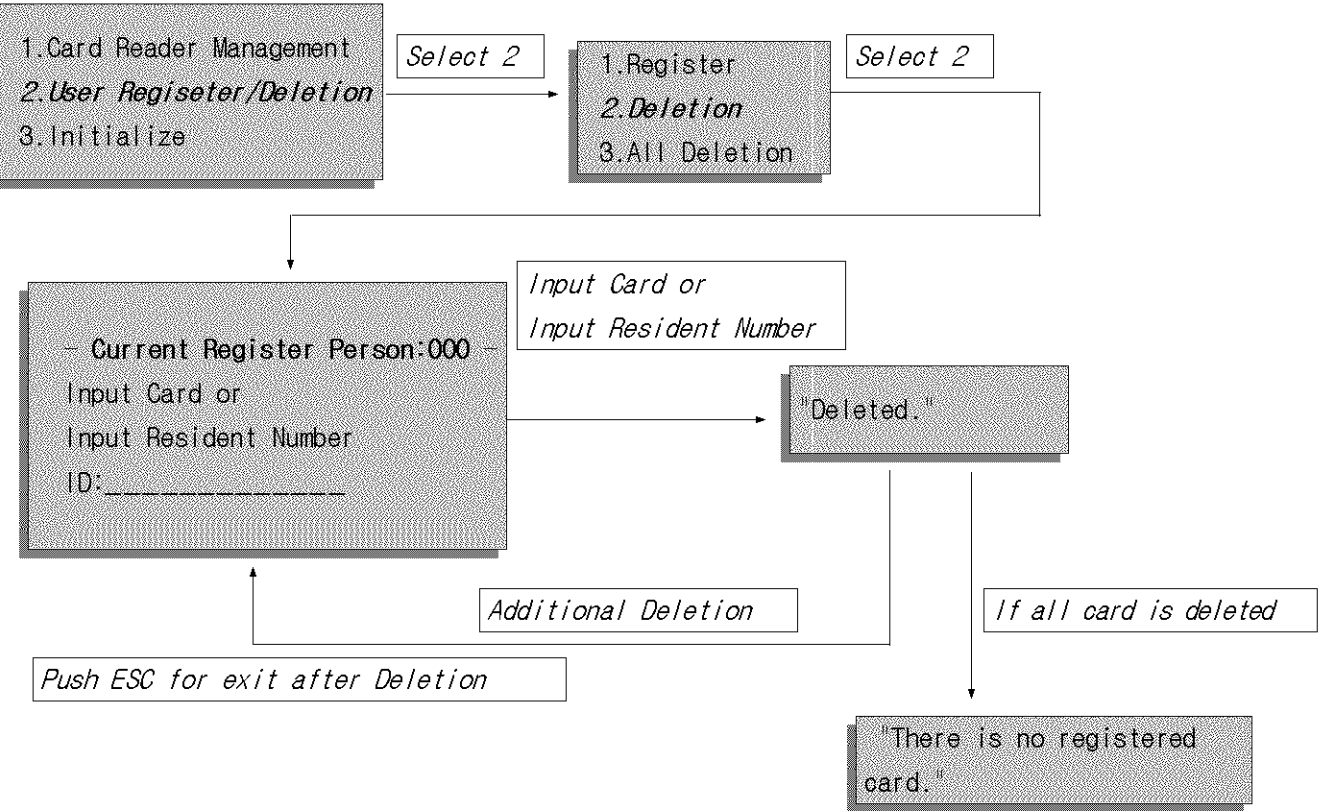 1.Card Reader Management
2.User Regiseter/Deletion
3.Initialize
Select 2
1.Register
2.Deletion
3.All Deletion
Select 2
- Current Register Person:000 -
Input Card or
Input Resident Number
ID:_____________
Input Card or
Input Resident Number
"Deleted."
Additional Deletion
If all card is deleted
Push ESC for exit after Deletion
"There is no registered
card."